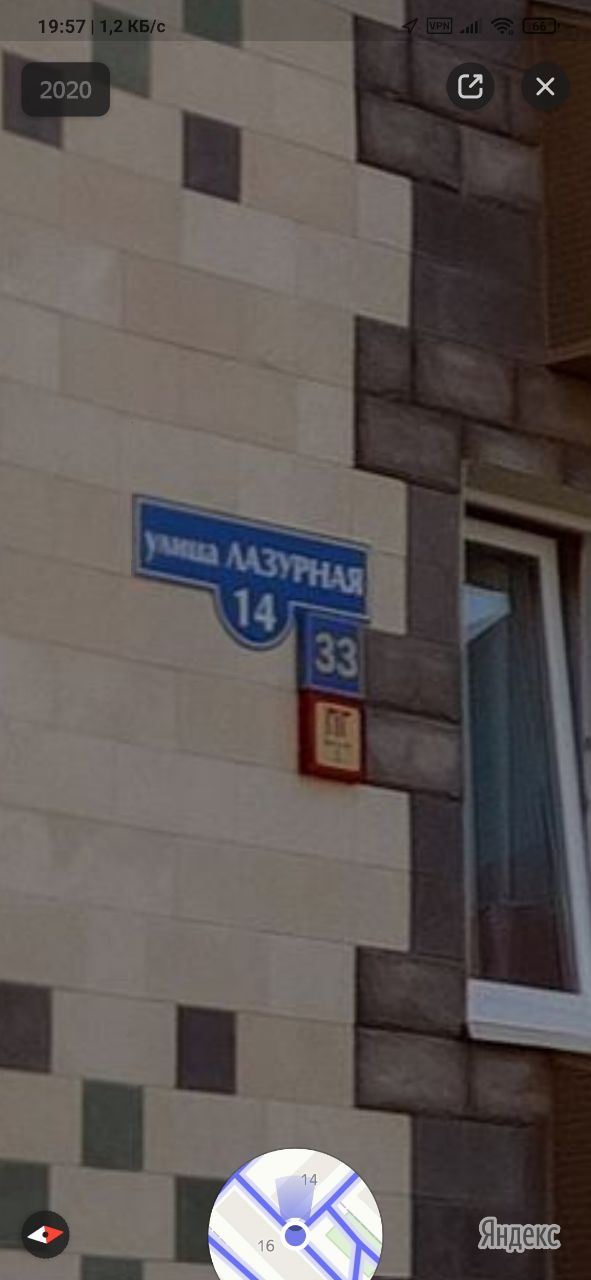 19:57 | 1,2 КБ/с
VPN
66
2020
улица ЛАЗУРНАЯ
14
33
ПГ
14
16
Яндекс